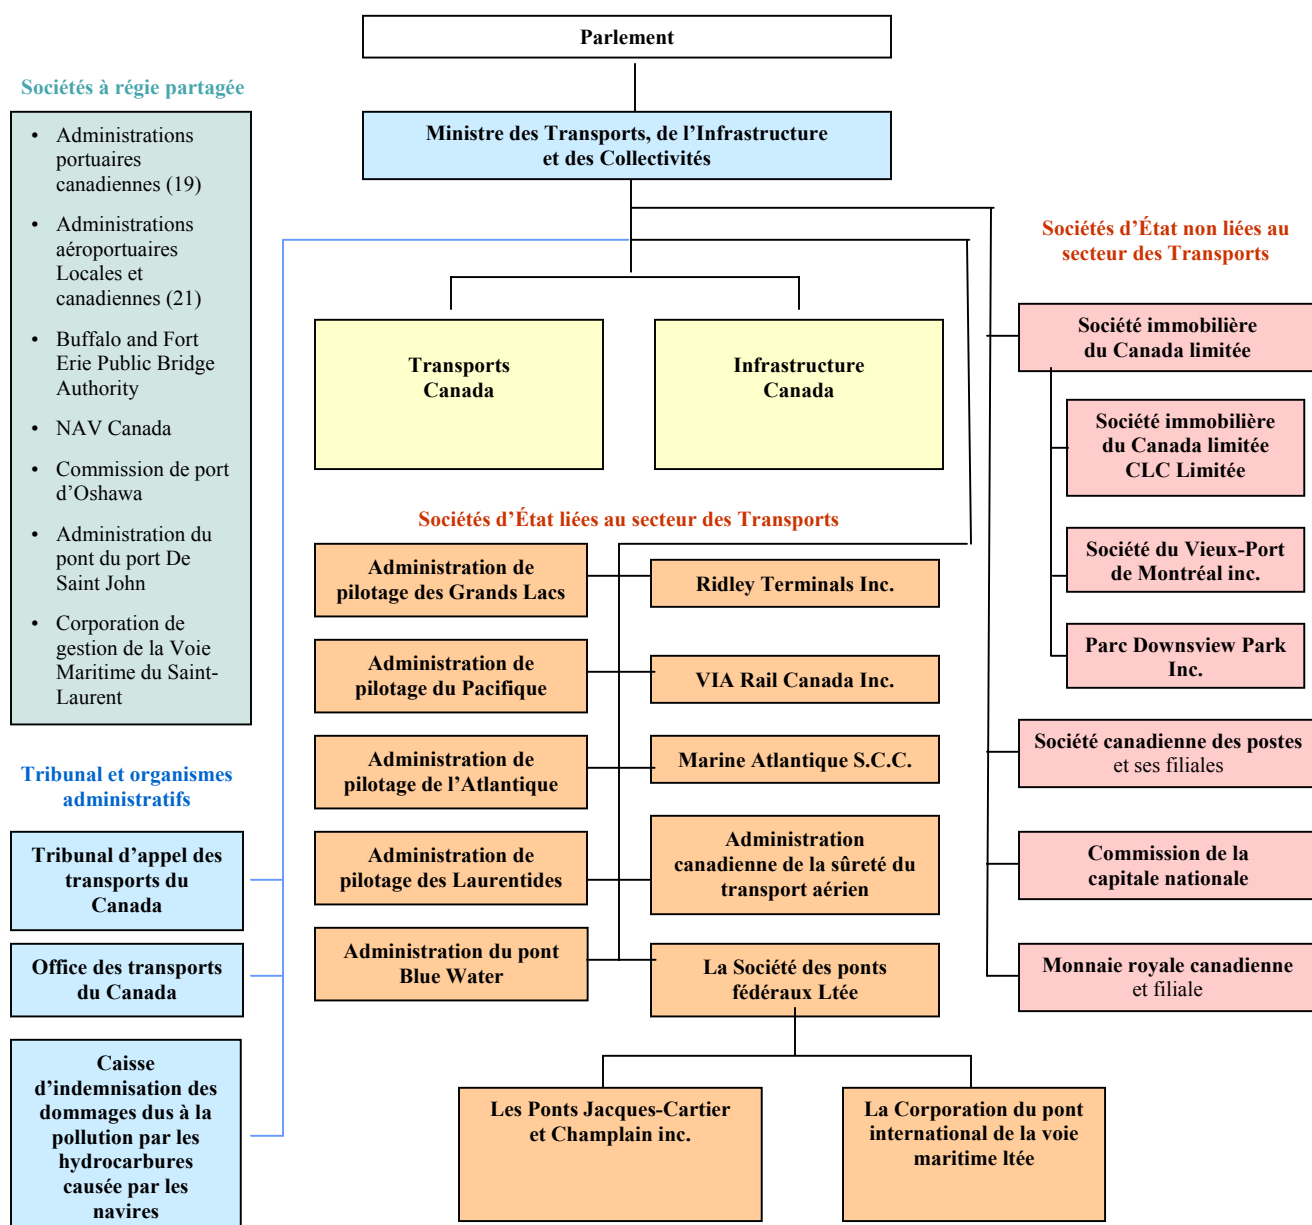 Parlement
Ministre des Transports, de l'Infrastructure
et des Collectivités
Sociétés à régie partagée
• Administrations
portuaires
canadiennes (19)
• Administrations
aéroportuaires
Locales et
canadiennes (21)
• Buffalo and Fort
Erie Public Bridge
Authority
• NAV Canada
• Commission de port
d'Oshawa
• Administration du
pont du port De
Saint John
• Corporation de
gestion de la Voie
Maritime du Saint-
Laurent
Tribunal et organismes
administratifs
Tribunal d'appel des
transports du
Canada
Office des transports
du Canada
Caisse
d'indemnisation des
dommages dus à la
pollution par les
hydrocarbures
causée par les
navires
Transports
Canada
Infrastructure
Canada
Sociétés d'État liées au secteur des Transports
Administration de
pilotage des Grands Lacs
Ridley Terminals Inc.
Administration de
pilotage du Pacifique
VIA Rail Canada Inc.
Administration de
pilotage de l'Atlantique
Marine Atlantique S.C.C.
Administration de
pilotage des Laurentides
Administration
canadienne de la sûreté du
transport aérien
Administration du pont
Blue Water
La Société des ponts
fédéraux Ltée
Les Ponts Jacques-Cartier
et Champlain inc.
La Corporation du pont
international de la voie
maritime ltée
Sociétés d'État non liées au
secteur des Transports
Société immobilière
du Canada limitée
Société immobilière
du Canada limitée
CLC Limitée
Société du Vieux-Port
de Montréal inc.
Parc Downsview Park
Inc.
Société canadienne des postes
et ses filiales
Commission de la
capitale nationale
Monnaie royale canadienne
et filiale